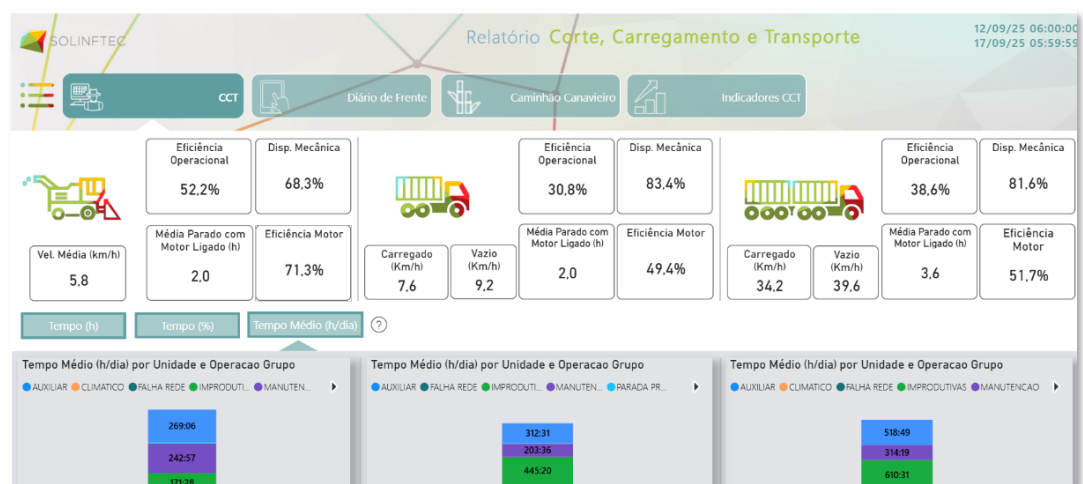 SOLINFTEC
Relatório Corte, Carregamento e Transporte
12/09/25 06:00:00
17/09/25 05:59:59
CCT
Diário de Frente
Caminhão Canavieiro
Indicadores CCT
Eficiência
Operacional
52,2%
Disp. Mecânica
68,3%
Vel. Média (km/h)
5,8
Média Parado com
Motor Ligado (h)
2,0
Eficiência Motor
71,3%
Eficiência
Operacional
30,8%
Disp. Mecânica
83,4%
Carregado
(Km/h)
7,6
Vazio
(Km/h)
9,2
Média Parado com
Motor Ligado (h)
2,0
Eficiência Motor
49,4%
Eficiência
Operacional
38,6%
Disp. Mecânica
81,6%
Carregado
(Km/h)
34,2
Vazio
(Km/h)
39,6
Média Parado com
Motor Ligado (h)
3,6
Eficiência
Motor
51,7%
Tempo (h)
Tempo (%)
Tempo Médio (h/dia)
?
Tempo Médio (h/dia) por Unidade e Operacao Grupo
AUXILIAR CLIMATICO FALHA REDE IMPRODUTI... MANUTEN...
269:06
242:57
171:28
Tempo Médio (h/dia) por Unidade e Operacao Grupo
AUXILIAR FALHA REDE IMPRODUTI... MANUTEN... PARADA PR...
312:31
203:36
445:20
Tempo Médio (h/dia) por Unidade e Operacao Grupo
AUXILIAR CLIMATICO FALHA REDE IMPRODUTIVAS MANUTENCAO
518:49
314:19
610:31